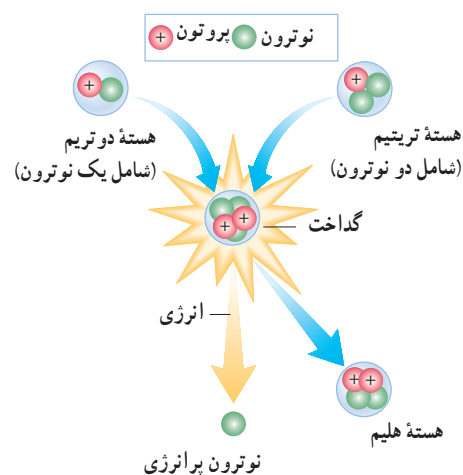 نوترون پروتون +
+
+
هستهٔ تریتیم
(شامل دو نوترون)
هستهٔ دوتریم
(شامل یک نوترون)
+ +
گداخت
انرژی
+ +
هستهٔ هلیم
نوترون پرانرژی